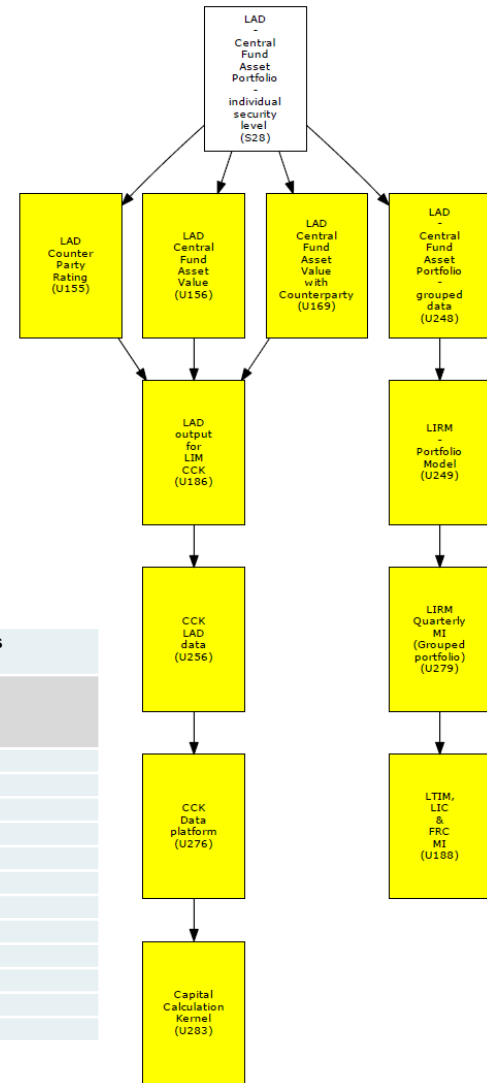 LAD
-
Central
Fund
Asset
Portfolio
-
individual
security
level
(S28)
LAD
Counter
Party
Rating
(U155)
LAD
Central
Fund
Asset
Value
(U156)
LAD
Central
Fund
Asset
Value
with
Counterparty
(U169)
LAD
-
Central
Fund
Asset
Portfolio
-
grouped
data
(U248)
LAD
output
for
LIM
CCK
(U186)
LIRM
-
Portfolio
Model
(U249)
CCK
LAD
data
(U256)
LIRM
Quarterly
MI
(Grouped
portfolio)
(U279)
CCK
Data
platform
(U276)
LTIM,
LIC
&
FRC
MI
(U188)
Capital
Calculation
Kernel
(U283)